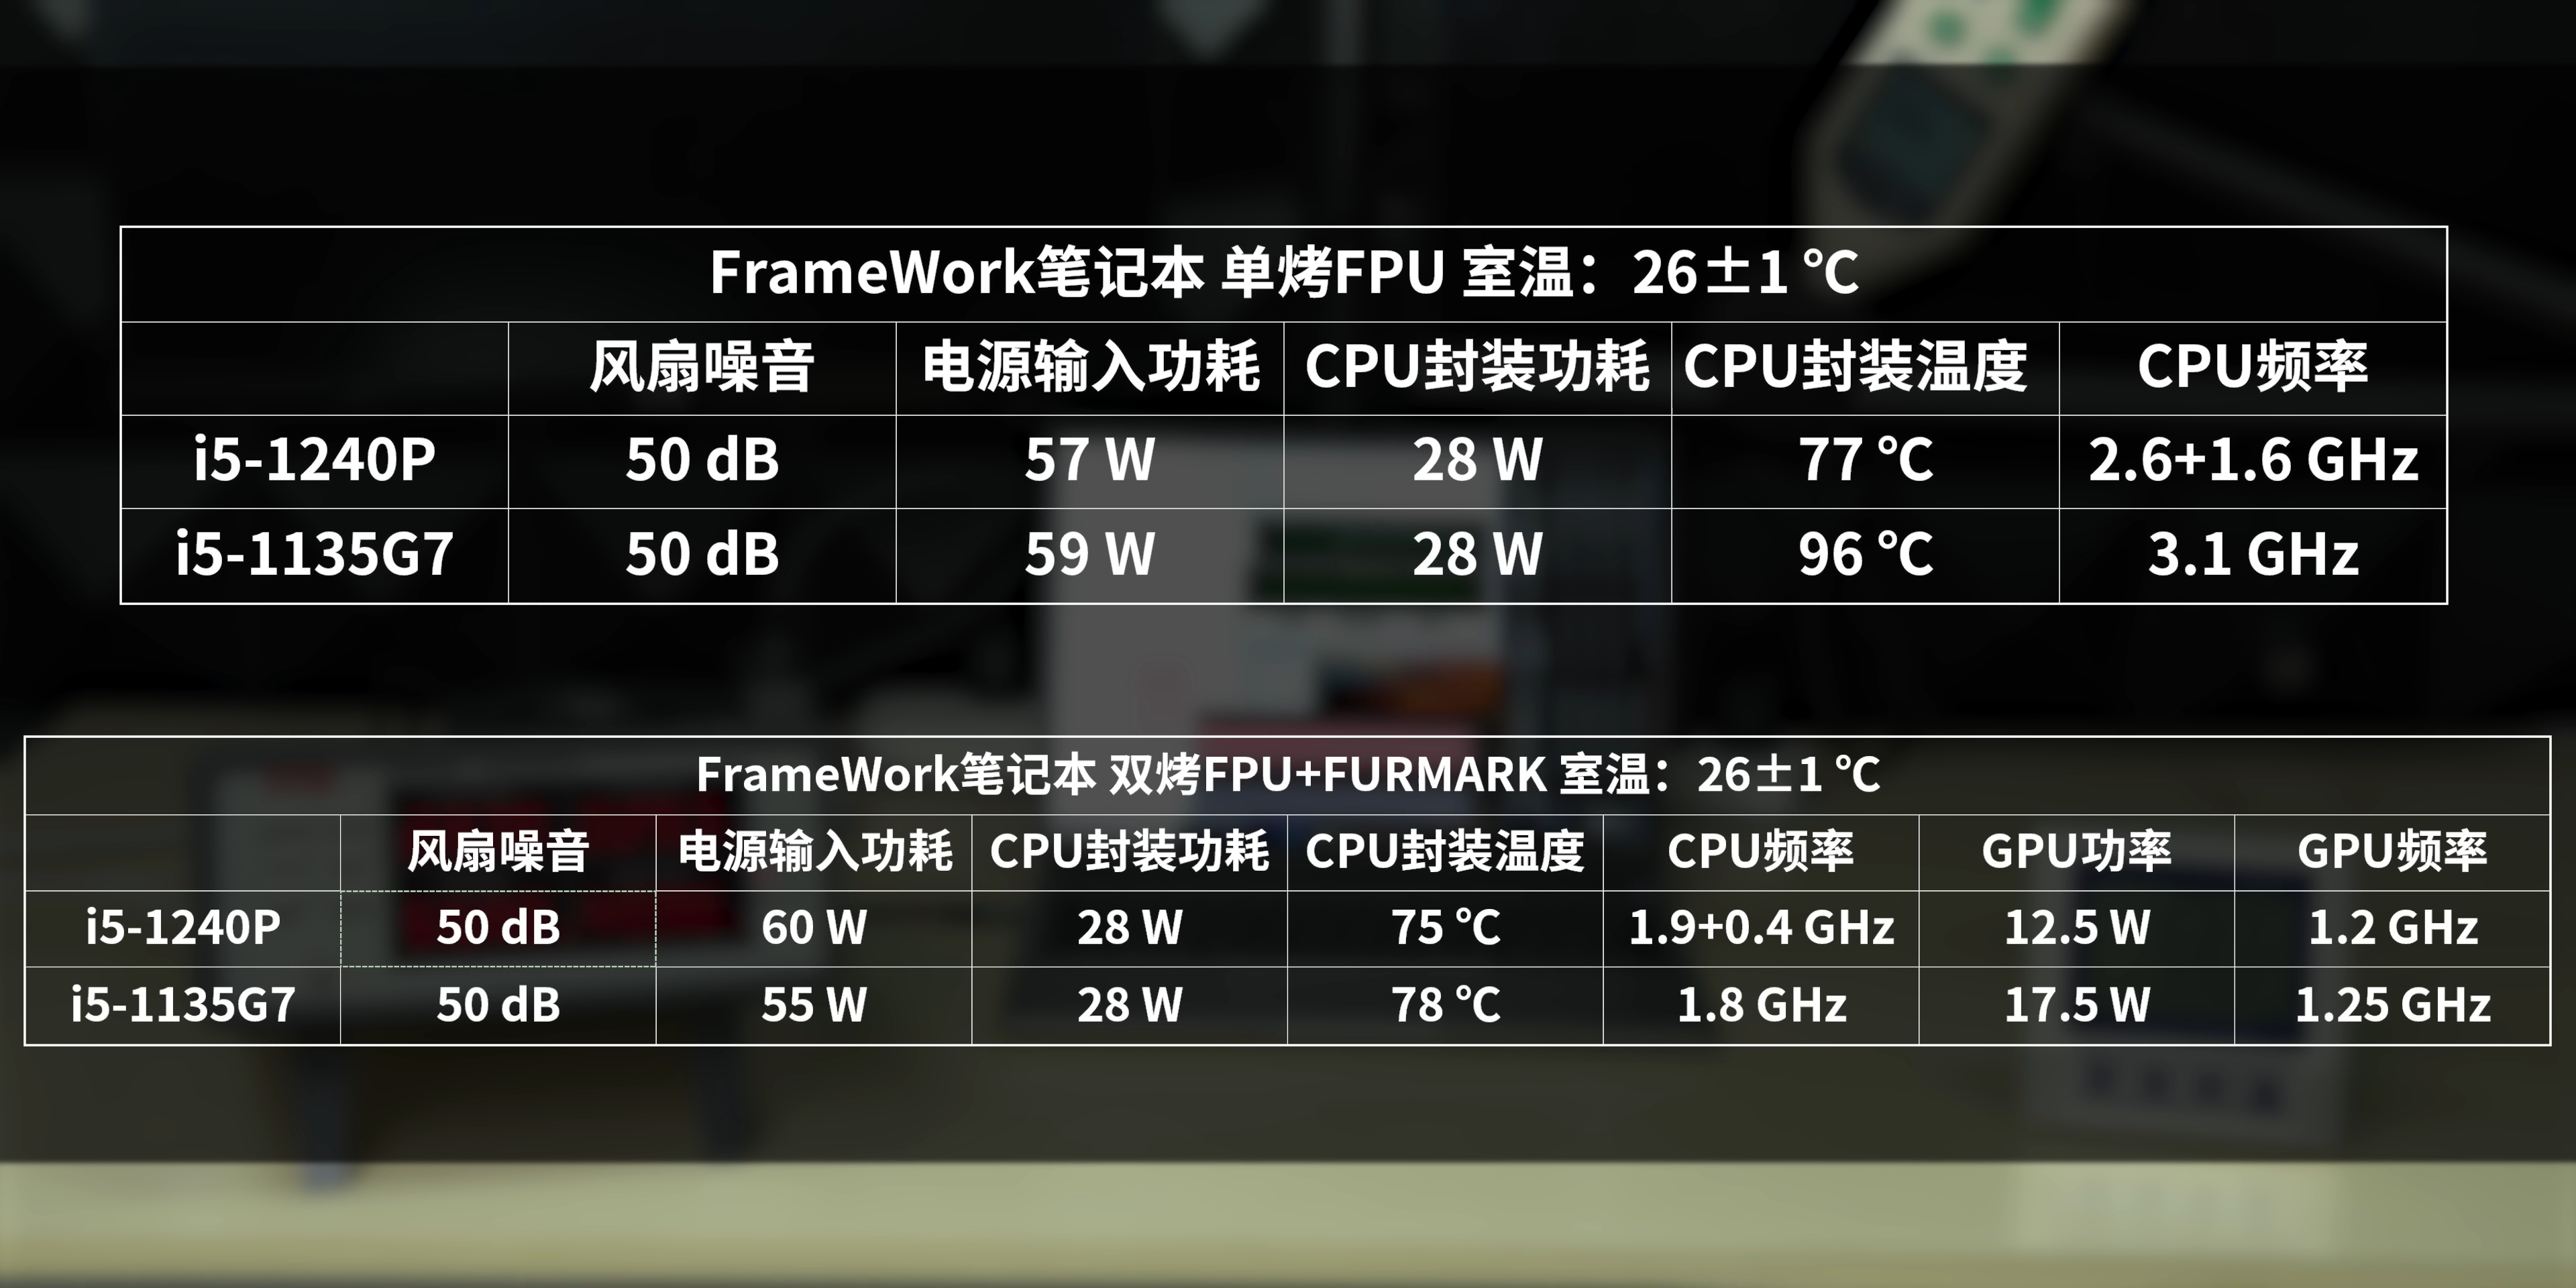 FrameWork笔记本 单烤FPU 室温：26±1 ℃
风扇噪音 电源输入功耗 CPU封装功耗 CPU封装温度 CPU频率
i5-1240P 50 dB 57 W 28 W 77 ℃ 2.6+1.6 GHz
i5-1135G7 50 dB 59 W 28 W 96 ℃ 3.1 GHz
FrameWork笔记本 双烤FPU+FURMARK 室温：26±1 ℃
风扇噪音 电源输入功耗 CPU封装功耗 CPU封装温度 CPU频率 GPU功率 GPU频率
i5-1240P 50 dB 60 W 28 W 75 ℃ 1.9+0.4 GHz 12.5 W 1.2 GHz
i5-1135G7 50 dB 55 W 28 W 78 ℃ 1.8 GHz 17.5 W 1.25 GHz